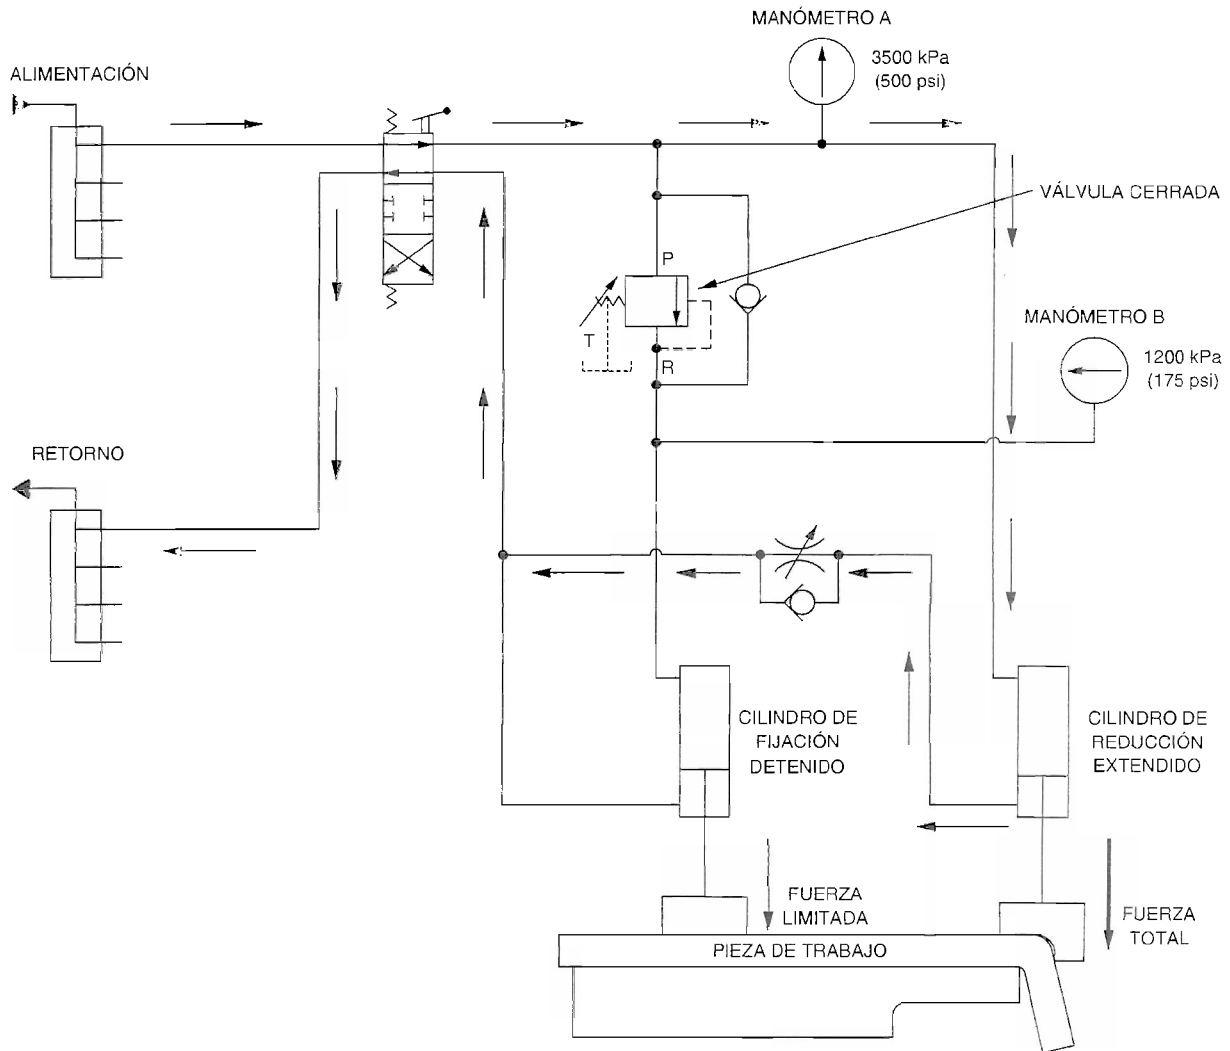 MANÓMETRO A
3500 kPa
(500 psi)
ALIMENTACIÓN
VÁLVULA CERRADA
P
T
R
MANÓMETRO B
1200 kPa
(175 psi)
RETORNO
CILINDRO DE
FIJACIÓN
DETENIDO
CILINDRO DE
REDUCCIÓN
EXTENDIDO
FUERZA
LIMITADA
FUERZA
TOTAL
PIEZA DE TRABAJO